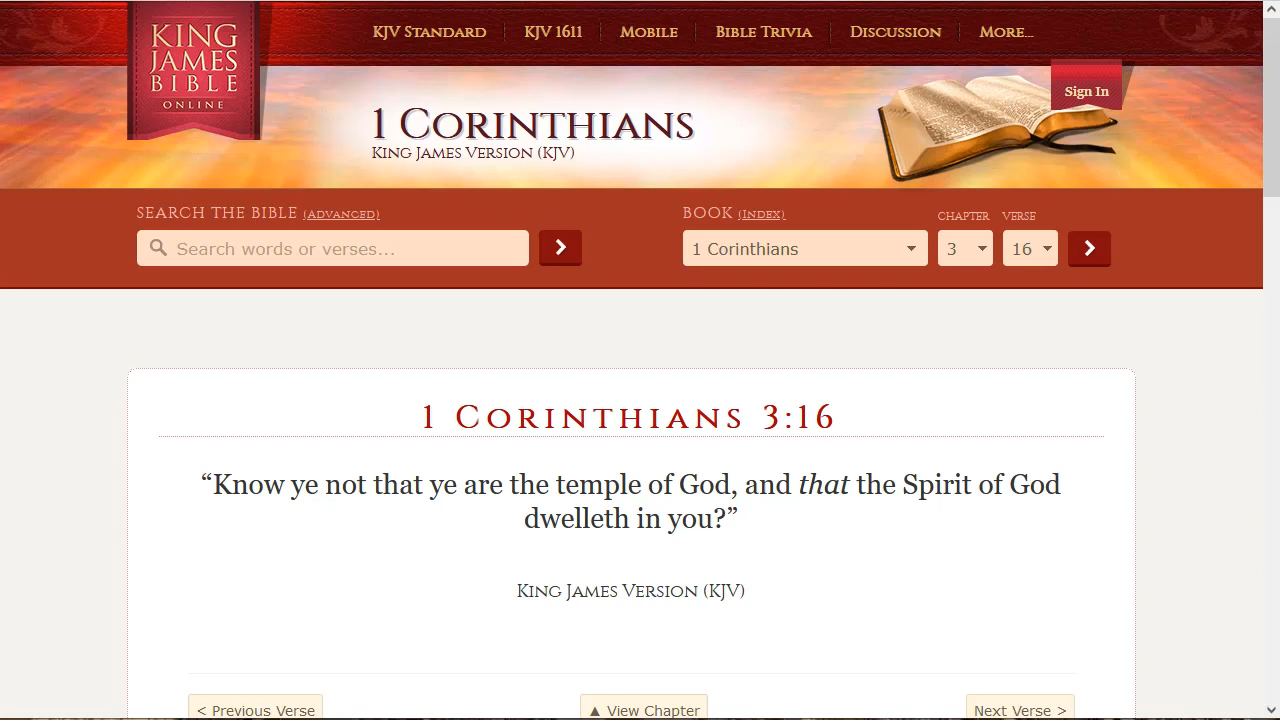 KING
JAMES
BIBLE
ONLINE
KJV Standard
KJV 1611
Mobile
Bible Trivia
Discussion
More...
Sign In
1 Corinthians
King James Version (KJV)
SEARCH THE BIBLE (Advanced)
Search words or verses...
BOOK (Index)
1 Corinthians
CHAPTER
3
VERSE
16
1 Corinthians 3:16
“Know ye not that ye are the temple of God, and that the Spirit of God
dwelleth in you?”
King James Version (KJV)
< Previous Verse
▲ View Chapter
Next Verse >